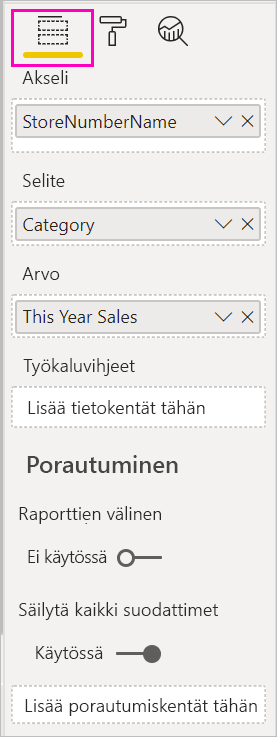 Akseli
StoreNumberName
Selite
Category
Arvo
This Year Sales
Työkaluvihjeet
Lisää tietokentät tähän
Porautuminen
Raporttien välinen
Ei käytössä
Säilytä kaikki suodattimet
Käytössä
Lisää porautumiskentät tähän